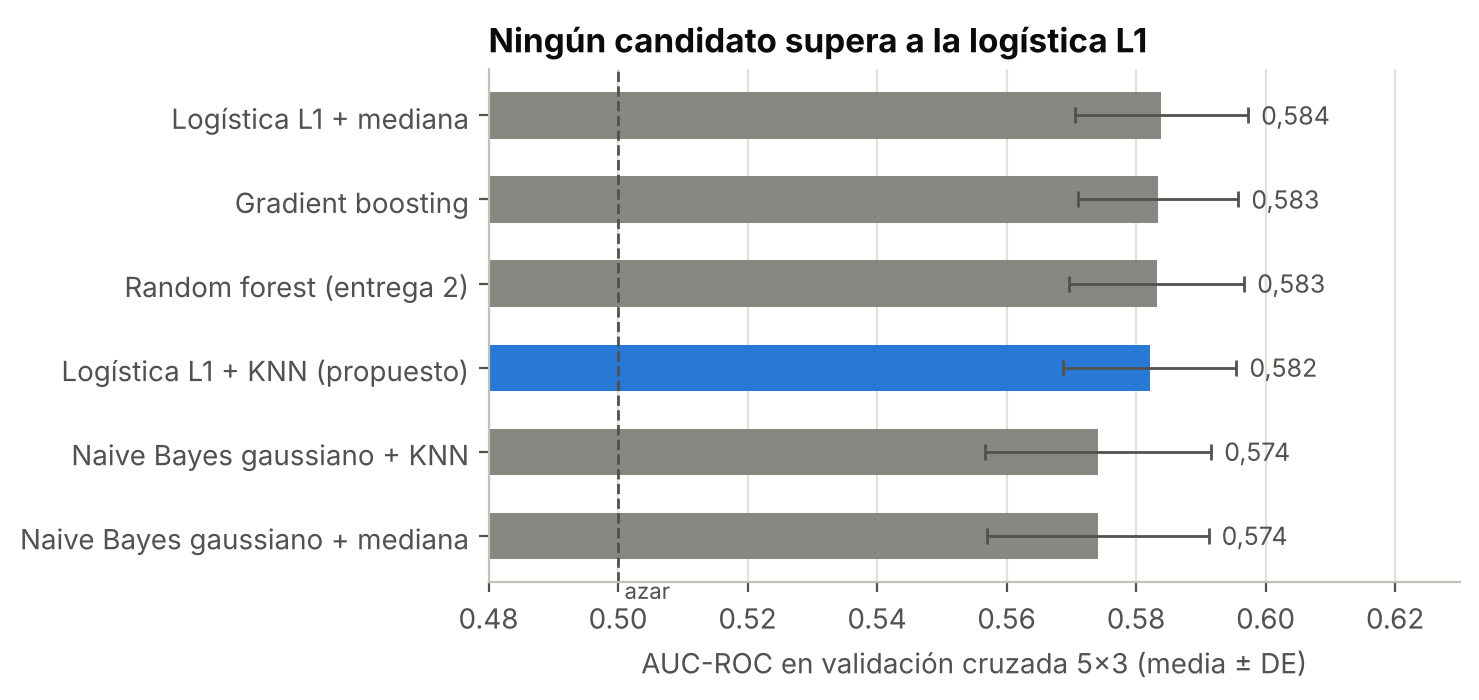 Ningún candidato supera a la logística L1
Logística L1 + mediana
0,584
Gradient boosting
0,583
Random forest (entrega 2)
0,583
Logística L1 + KNN (propuesto)
0,582
Naive Bayes gaussiano + KNN
0,574
Naive Bayes gaussiano + mediana
0,574
azar
0.48 0.50 0.52 0.54 0.56 0.58 0.60 0.62
AUC-ROC en validación cruzada 5×3 (media ± DE)